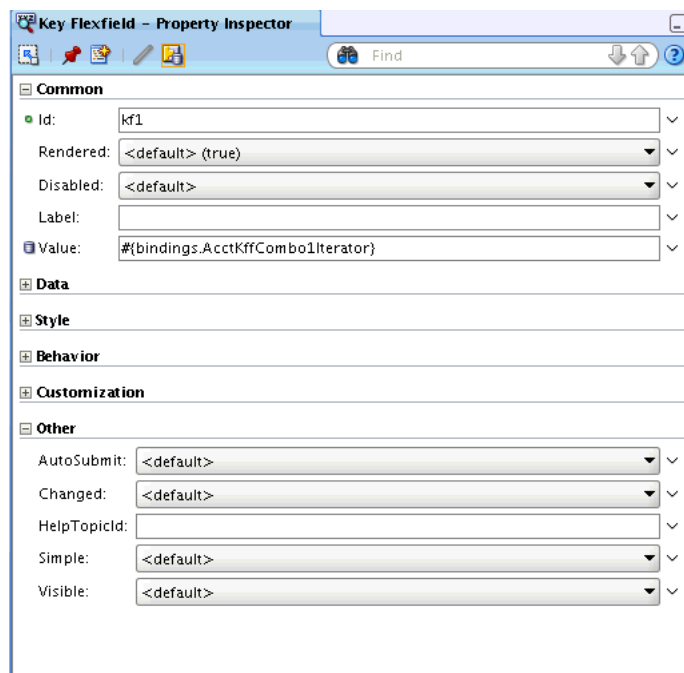 Key Flexfield – Property Inspector
Find
Common
Id: kf1
Rendered: <default> (true)
Disabled: <default>
Label:
Value: #{bindings.AcctKffCombo1Iterator}
Data
Style
Behavior
Customization
Other
AutoSubmit: <default>
Changed: <default>
HelpTopicId:
Simple: <default>
Visible: <default>